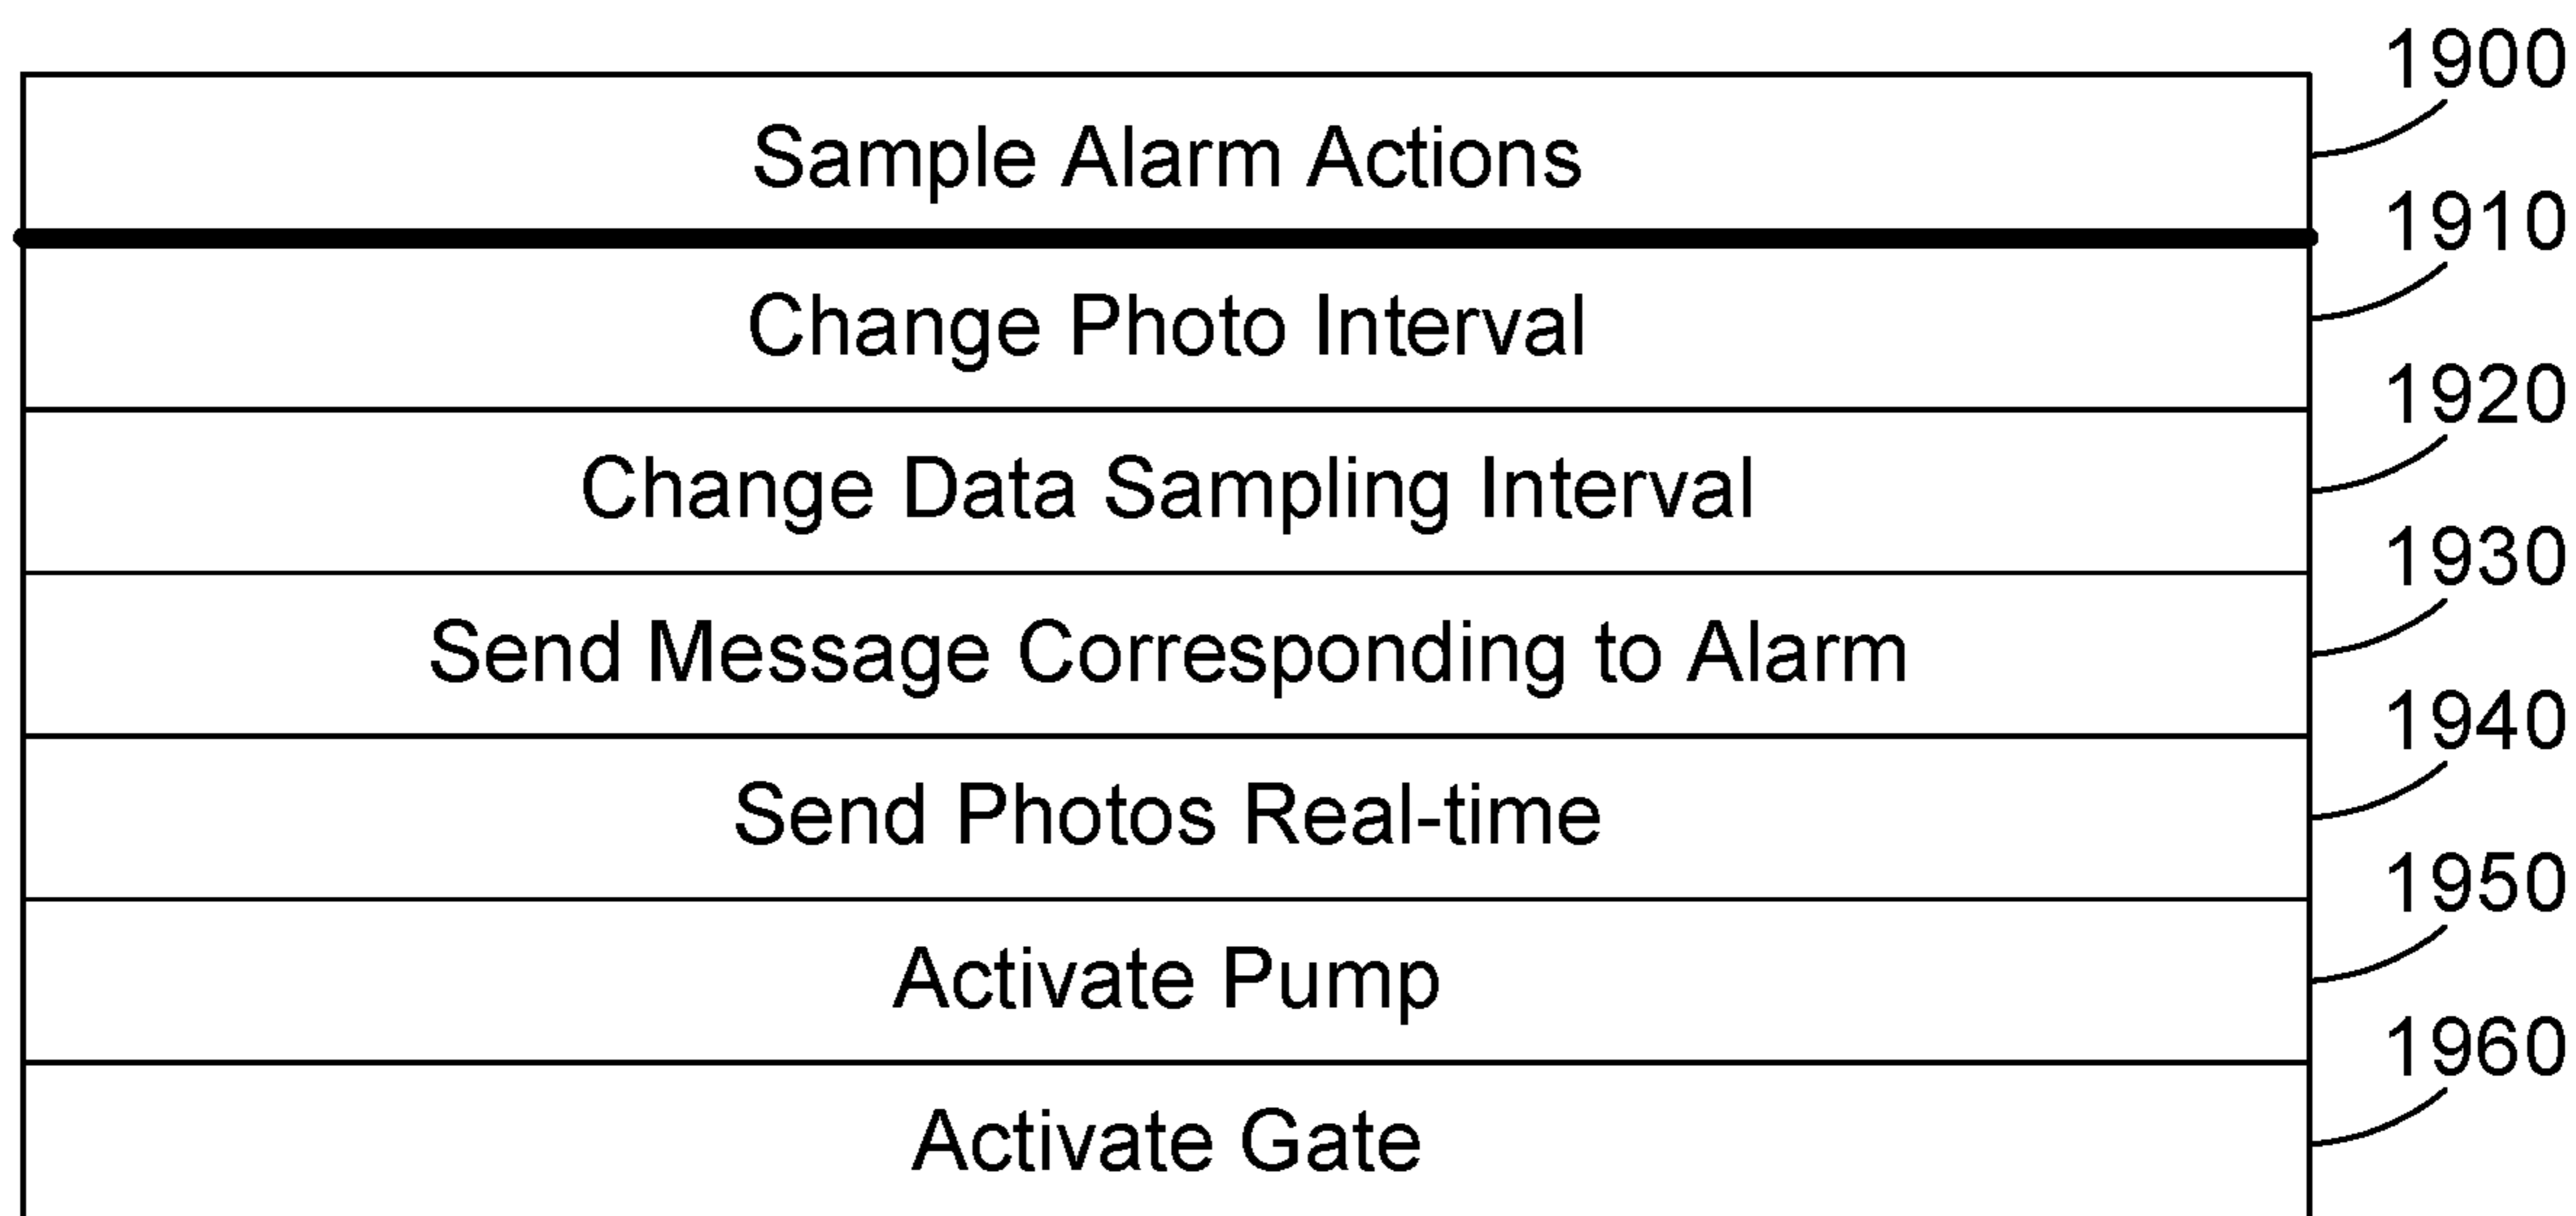 1900
Sample Alarm Actions
1910
Change Photo Interval
1920
Change Data Sampling Interval
1930
Send Message Corresponding to Alarm
1940
Send Photos Real-time
1950
Activate Pump
1960
Activate Gate